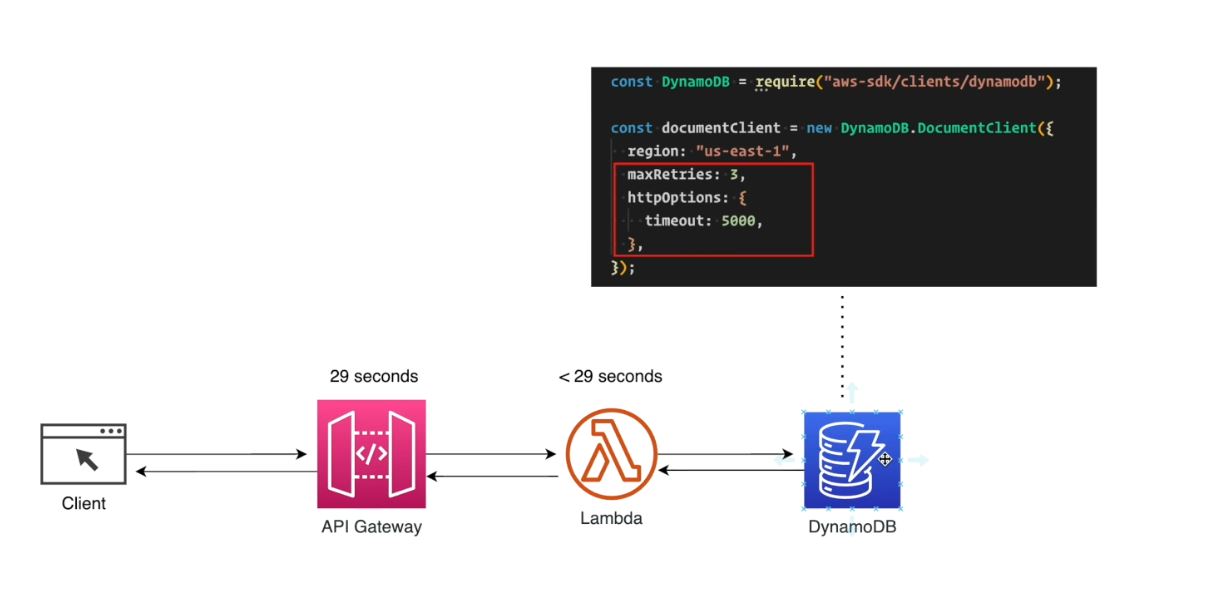 const DynamoDB = require("aws-sdk/clients/dynamodb");
const documentClient = new DynamoDB.DocumentClient({
region: "us-east-1",
maxRetries: 3,
httpOptions: {
timeout: 5000,
},
});
29 seconds
< 29 seconds
</>
Client
API Gateway
Lambda
DynamoDB